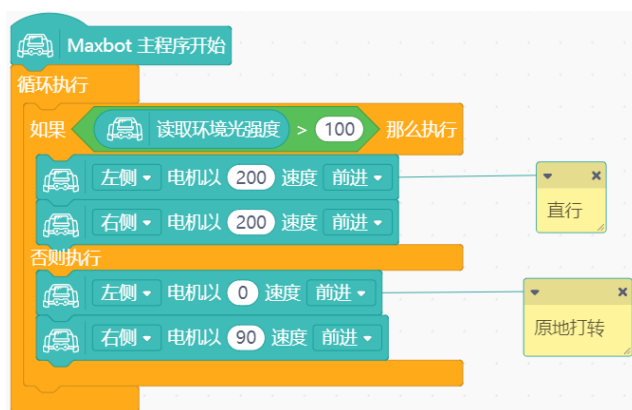 Maxbot 主程序开始
循环执行
如果 读取环境光强度 > 100 那么执行
左侧 电机以 200 速度 前进
直行
右侧 电机以 200 速度 前进
否则执行
左侧 电机以 0 速度 前进
原地打转
右侧 电机以 90 速度 前进